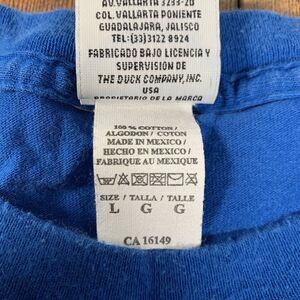 AV.VALLARTA 3233-20
COL.VALLARTA PONIENTE
GUADALAJARA, JALISCO
TEL:(33)3122 8924
FABRICADO BAJO LICENCIA Y
SUPERVISIÓN DE
THE DUCK COMPANY,INC.
USA
PROPIETARIO DE LA MARCA
100% COTTON /
ALGODON / COTON
MADE IN MEXICO /
HECHO EN MEXICO /
FABRIQUE AU MEXIQUE
SIZE / TALLA / TALLE
L G G
CA 16149